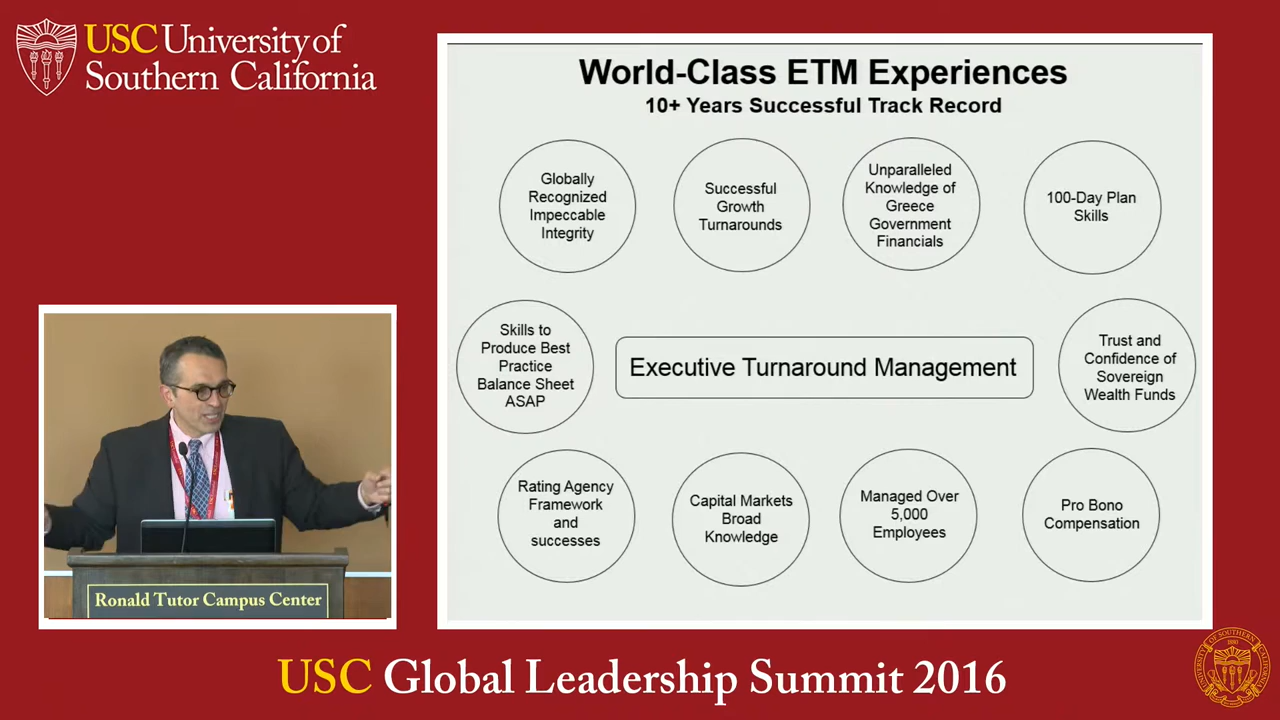 USC University of
Southern California
World-Class ETM Experiences
10+ Years Successful Track Record
Globally
Recognized
Impeccable
Integrity
Successful
Growth
Turnarounds
Unparalleled
Knowledge of
Greece
Government
Financials
100-Day Plan
Skills
Skills to
Produce Best
Practice
Balance Sheet
ASAP
Executive Turnaround Management
Trust and
Confidence of
Sovereign
Wealth Funds
Rating Agency
Framework
and
successes
Capital Markets
Broad
Knowledge
Managed Over
5,000
Employees
Pro Bono
Compensation
Ronald Tutor Campus Center
USC Global Leadership Summit 2016